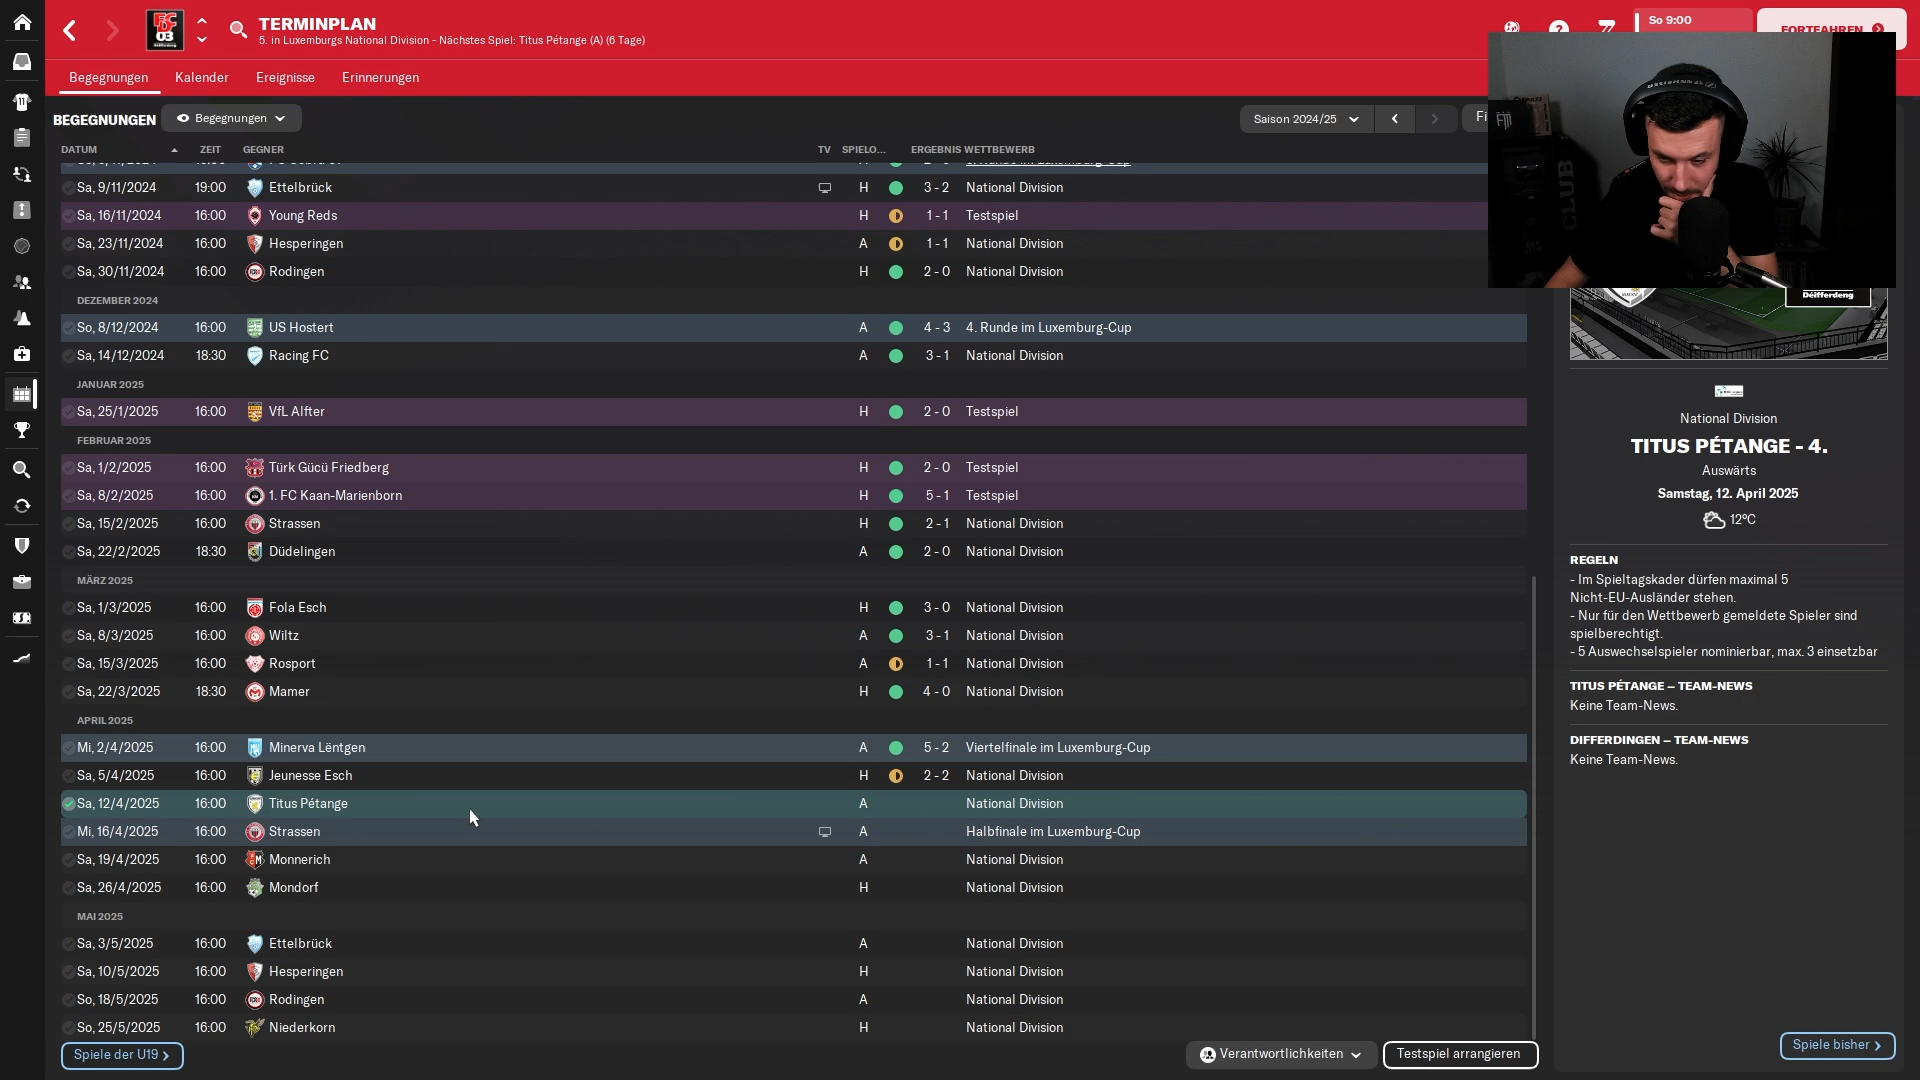 TERMINPLAN
5. in Luxemburgs National Division - Nächstes Spiel: Titus Pétange (A) (6 Tage)
So 9:00
Begegnungen Kalender Ereignisse Erinnerungen
BEGEGNUNGEN Begegnungen Saison 2024/25
DATUM ZEIT GEGNER TV SPIELO... ERGEBNIS WETTBEWERB
Sa, 9/11/2024 19:00 Ettelbrück H 3 - 2 National Division
Sa, 16/11/2024 16:00 Young Reds H 1 - 1 Testspiel
Sa, 23/11/2024 16:00 Hesperingen A 1 - 1 National Division
Sa, 30/11/2024 16:00 Rodingen H 2 - 0 National Division
DEZEMBER 2024
So, 8/12/2024 16:00 US Hostert A 4 - 3 4. Runde im Luxemburg-Cup
Sa, 14/12/2024 18:30 Racing FC A 3 - 1 National Division
JANUAR 2025
Sa, 25/1/2025 16:00 VfL Alfter H 2 - 0 Testspiel
FEBRUAR 2025
Sa, 1/2/2025 16:00 Türk Gücü Friedberg H 2 - 0 Testspiel
Sa, 8/2/2025 16:00 1. FC Kaan-Marienborn H 5 - 1 Testspiel
Sa, 15/2/2025 16:00 Strassen H 2 - 1 National Division
Sa, 22/2/2025 18:30 Düdelingen A 2 - 0 National Division
MÄRZ 2025
Sa, 1/3/2025 16:00 Fola Esch H 3 - 0 National Division
Sa, 8/3/2025 16:00 Wiltz A 3 - 1 National Division
Sa, 15/3/2025 16:00 Rosport A 1 - 1 National Division
Sa, 22/3/2025 18:30 Mamer H 4 - 0 National Division
APRIL 2025
Mi, 2/4/2025 16:00 Minerva Lëntgen A 5 - 2 Viertelfinale im Luxemburg-Cup
Sa, 5/4/2025 16:00 Jeunesse Esch H 2 - 2 National Division
Sa, 12/4/2025 16:00 Titus Pétange A National Division
Mi, 16/4/2025 16:00 Strassen A Halbfinale im Luxemburg-Cup
Sa, 19/4/2025 16:00 Monnerich A National Division
Sa, 26/4/2025 16:00 Mondorf H National Division
MAI 2025
Sa, 3/5/2025 16:00 Ettelbrück A National Division
Sa, 10/5/2025 16:00 Hesperingen H National Division
So, 18/5/2025 16:00 Rodingen A National Division
So, 25/5/2025 16:00 Niederkorn H National Division
Spiele der U19 Verantwortlichkeiten Testspiel arrangieren
CLUB
Déifferdeng
National Division
TITUS PÉTANGE - 4.
Auswärts
Samstag, 12. April 2025
12°C
REGELN
- Im Spieltagskader dürfen maximal 5
Nicht-EU-Ausländer stehen.
- Nur für den Wettbewerb gemeldete Spieler sind
spielberechtigt.
- 5 Auswechselspieler nominierbar, max. 3 einsetzbar
TITUS PÉTANGE – TEAM-NEWS
Keine Team-News.
DIFFERDINGEN – TEAM-NEWS
Keine Team-News.
Spiele bisher